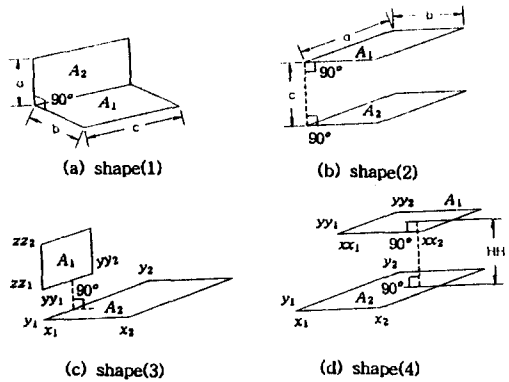 a
A₂
90°
A₁
b
c
(a) shape(1)
a
b
A₁
90°
c
A₂
90°
(b) shape(2)
zz₂
A₁
yy₂
zz₁
yy₁
90°
y₂
A₂
y₁
x₁
x₂
(c) shape(3)
yy₂
A₁
yy₁
xx₁
90°
xx₂
HH
y₂
90°
y₁
A₂
x₁
x₂
(d) shape(4)